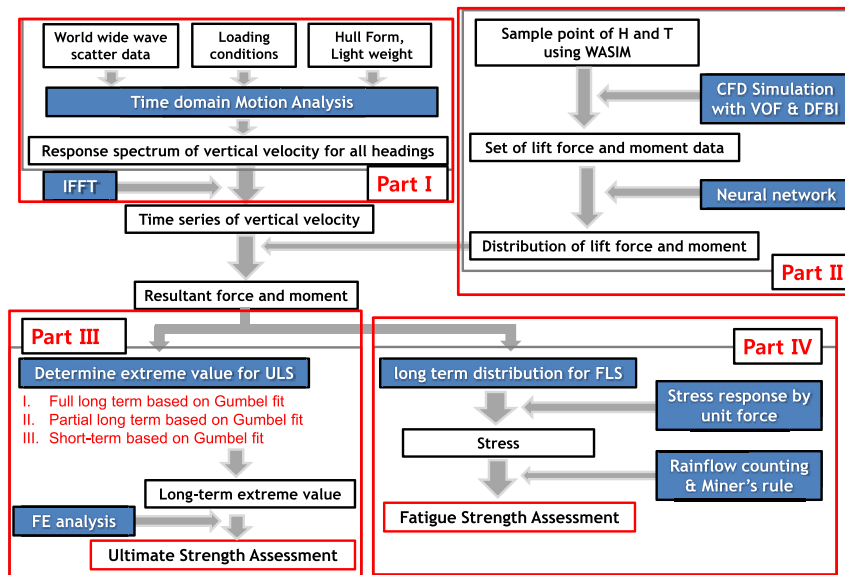 World wide wave
scatter data
Loading
conditions
Hull Form,
Light weight
Time domain Motion Analysis
Response spectrum of vertical velocity for all headings
IFFT
Part I
Time series of vertical velocity
Sample point of H and T
using WASIM
CFD Simulation
with VOF & DFBI
Set of lift force and moment data
Neural network
Distribution of lift force and moment
Part II
Resultant force and moment
Part III
Determine extreme value for ULS
I. Full long term based on Gumbel fit
II. Partial long term based on Gumbel fit
III. Short-term based on Gumbel fit
Long-term extreme value
FE analysis
Ultimate Strength Assessment
Part IV
long term distribution for FLS
Stress response by
unit force
Stress
Rainflow counting
& Miner's rule
Fatigue Strength Assessment